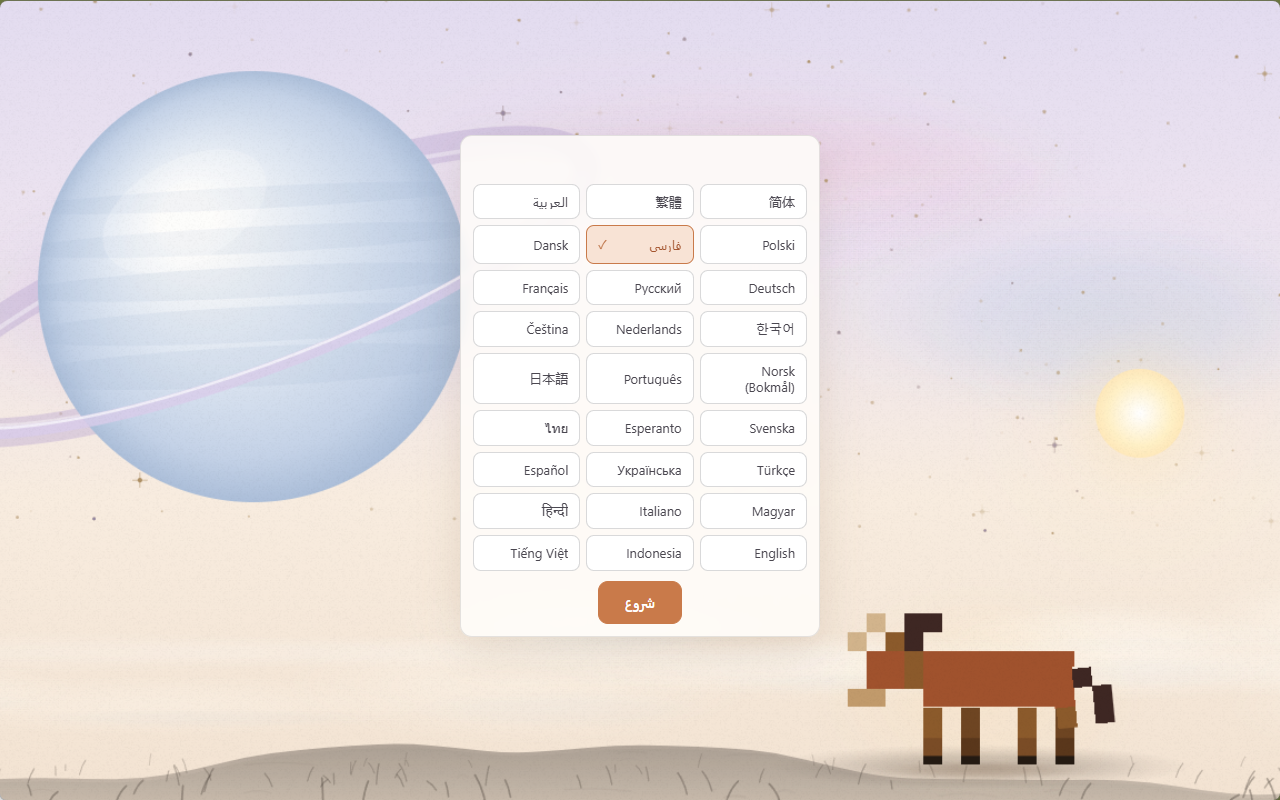 简体
繁體
العربية
Polski
فارسی ✓
Dansk
Deutsch
Русский
Français
한국어
Nederlands
Čeština
Norsk
(Bokmål)
Português
日本語
Svenska
Esperanto
ไทย
Türkçe
Українська
Español
Magyar
Italiano
हिन्दी
English
Indonesia
Tiếng Việt
شروع